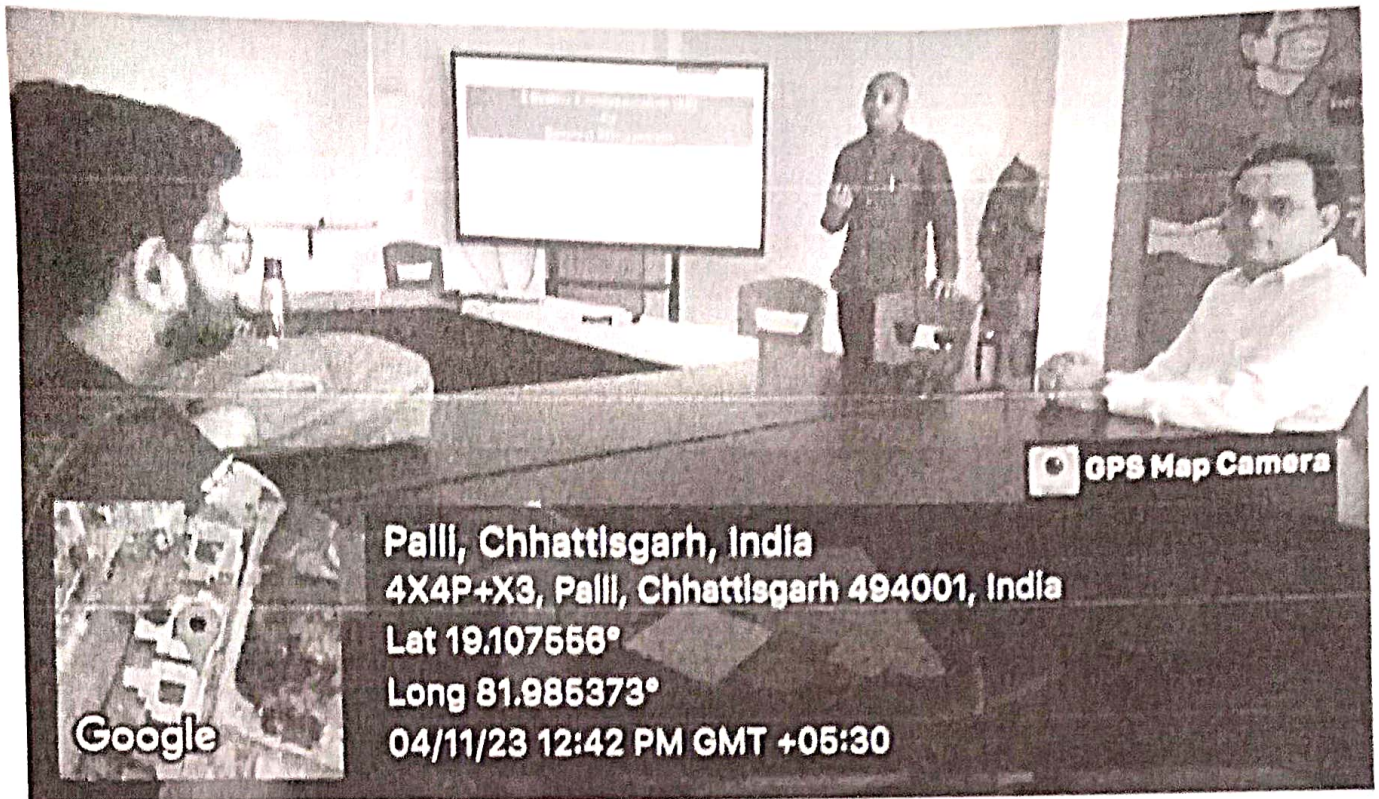 GPS Map Camera
Palli, Chhattisgarh, India
4X4P+X3, Palli, Chhattisgarh 494001, India
Lat 19.107556°
Long 81.985373°
04/11/23 12:42 PM GMT +05:30
Google